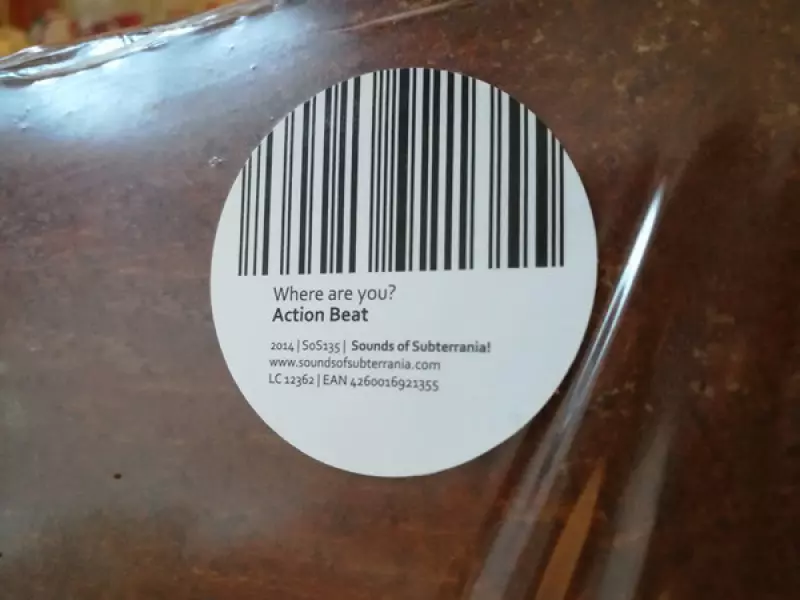 Where are you?
Action Beat
2014 | SoS135 | Sounds of Subterrania!
www.soundsofsubterrania.com
LC 12362 | EAN 4260016921355